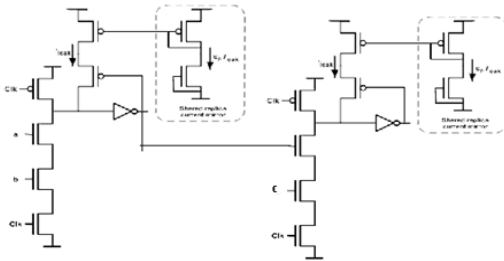 Ileak
Shared replica
current mirror
Clk
a
b
Clk
Ileak
Shared replica
current mirror
Clk
Clk